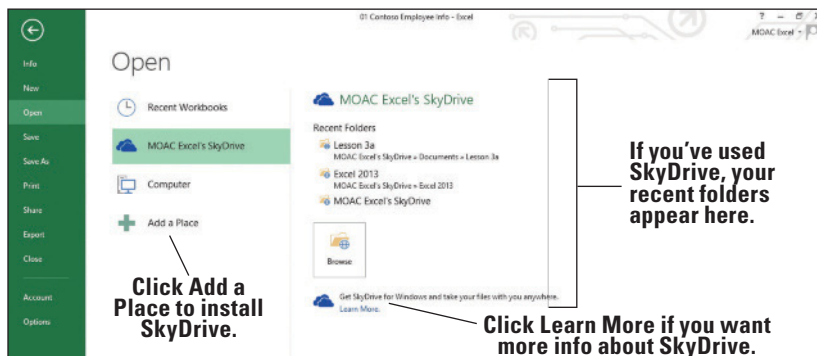 01 Contoso Employee Info - Excel
? - 
MOAC Excel
Info
New
Open
Save
Save As
Print
Share
Export
Close
Account
Options
Open
Recent Workbooks
MOAC Excel's SkyDrive
Computer
Add a Place
MOAC Excel's SkyDrive
Recent Folders
Lesson 3a
MOAC Excel's SkyDrive » Documents » Lesson 3a
Excel 2013
MOAC Excel's SkyDrive » Excel 2013
MOAC Excel's SkyDrive
Browse
Get SkyDrive for Windows and take your files with you anywhere.
Learn More.
If you've used
SkyDrive, your
recent folders
appear here.
Click Add a
Place to install
SkyDrive.
Click Learn More if you want
more info about SkyDrive.